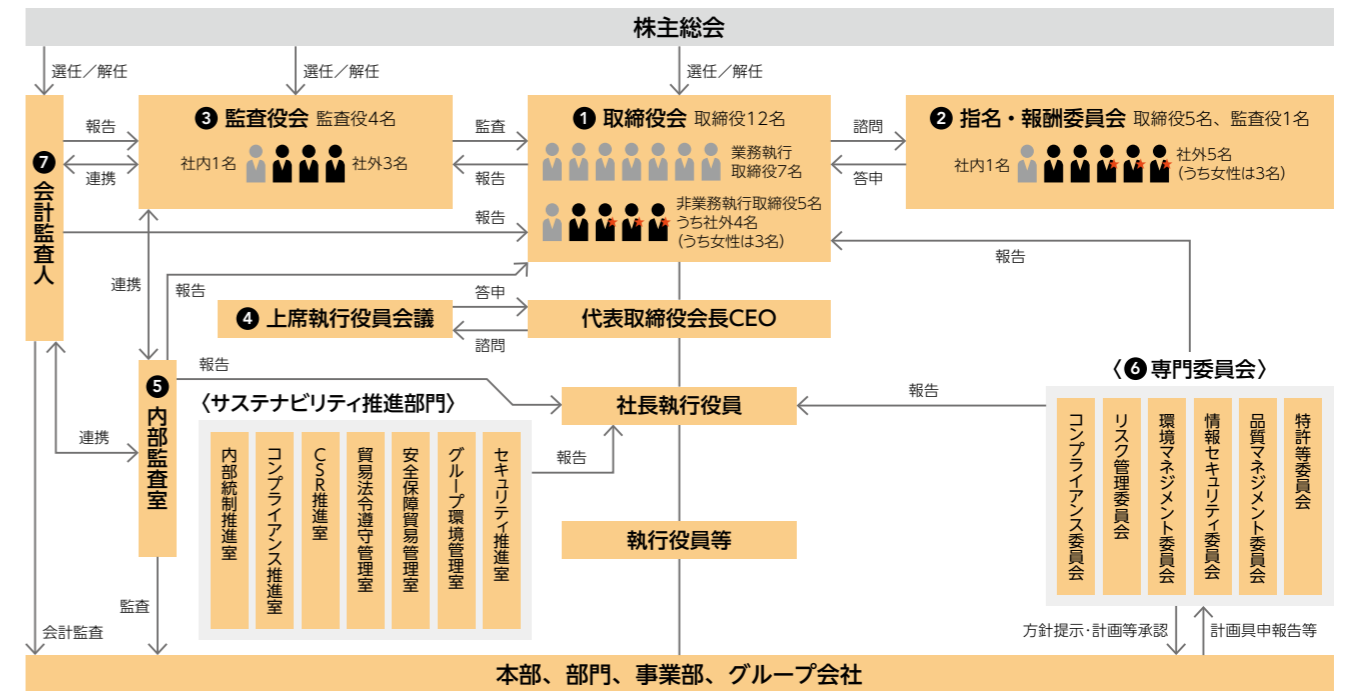 株主総会
選任／解任
選任／解任
選任／解任
❼ 会計監査人
報告
連携
❸ 監査役会 監査役4名
社内1名
社外3名
監査
報告
報告
❶ 取締役会 取締役12名
業務執行
取締役7名
非業務執行取締役5名
うち社外4名
(うち女性は3名)
諮問
答申
❷ 指名・報酬委員会 取締役5名、監査役1名
社内1名
社外5名
(うち女性は3名)
報告
連携
報告
❹ 上席執行役員会議
答申
諮問
代表取締役会長CEO
❺ 内部監査室
報告
連携
〈サステナビリティ推進部門〉
内部統制推進室
コンプライアンス推進室
CSR推進室
貿易法令遵守管理室
安全保障貿易管理室
グループ環境管理室
セキュリティ推進室
報告
社長執行役員
報告
執行役員等
〈❻専門委員会〉
コンプライアンス委員会
リスク管理委員会
環境マネジメント委員会
情報セキュリティ委員会
品質マネジメント委員会
特許等委員会
会計監査
監査
方針提示・計画等承認
計画具申報告等
本部、部門、事業部、グループ会社